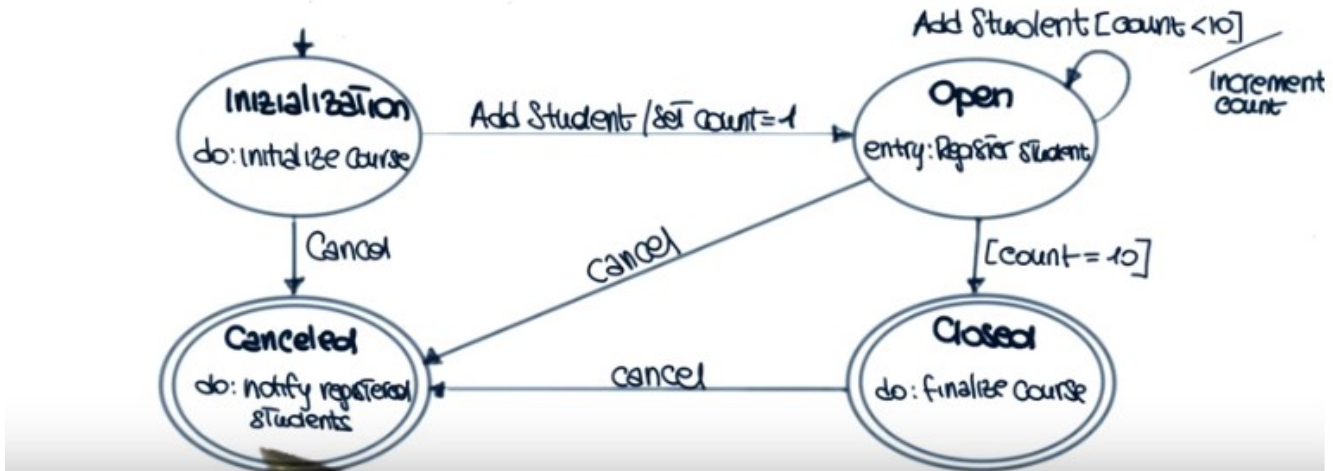 Add Student [count <10]
/
Increment
count
Inizialization
do: initialize course
Add Student / set count=1
Open
entry: Register student
Cancel
cancel
[count = 10]
Canceled
do: notify registered
students
cancel
Closed
do: finalize course